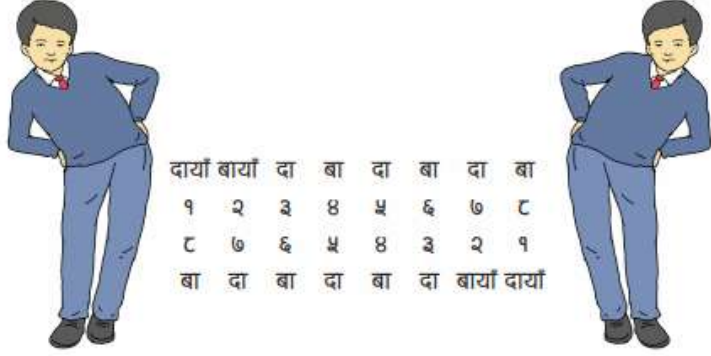 दायाँ बायाँ दा बा दा बा दा बा
१ २ ३ ४ ५ ६ ७ ८
८ ७ ६ ५ ४ ३ २ १
बा दा बा दा बा दा बायाँ दायाँ